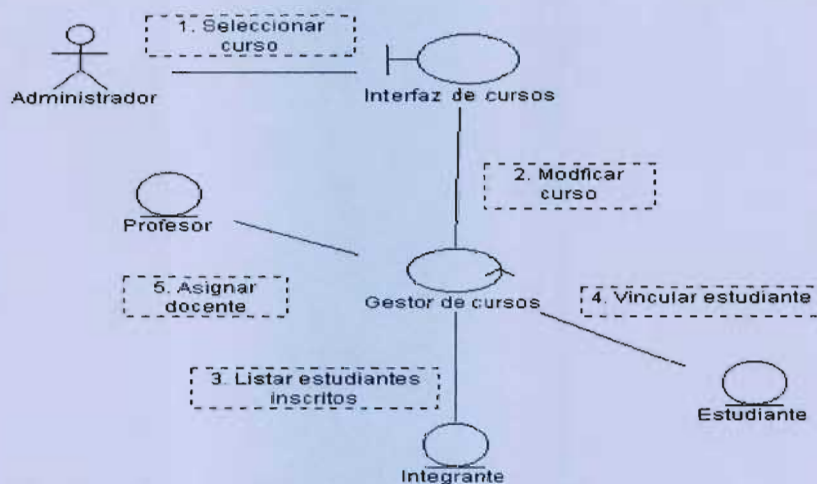 1. Seleccionar
curso
Administrador
Interfaz de cursos
2. Modficar
curso
Profesor
5. Asignar
docente
Gestor de cursos
4. Vincular estudiante
3. Listar estudiantes
inscritos
Estudiante
Integrante